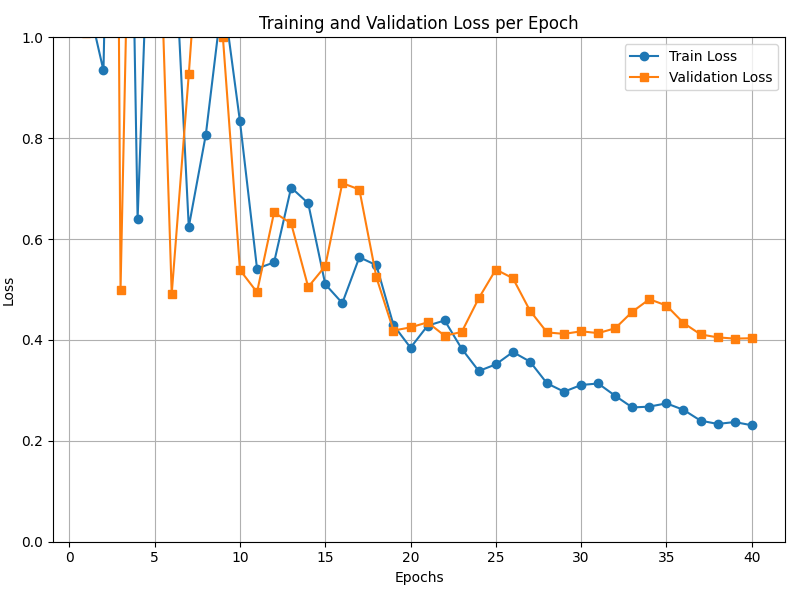 Training and Validation Loss per Epoch
Train Loss
Validation Loss
Loss
1.0
0.8
0.6
0.4
0.2
0.0
0 5 10 15 20 25 30 35 40
Epochs